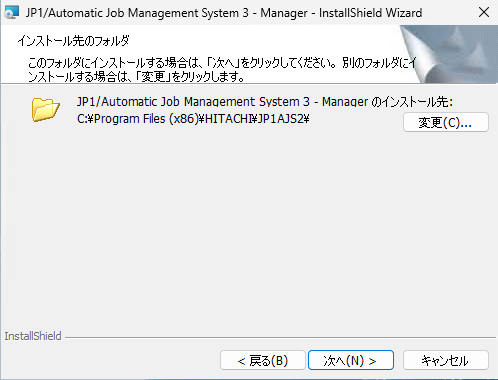 JP1/Automatic Job Management System 3 - Manager - InstallShield Wizard
インストール先のフォルダ
このフォルダにインストールする場合は、「次へ」をクリックしてください。別のフォルダにイ
ンストールする場合は、「変更」をクリックします。
JP1/Automatic Job Management System 3 - Manager のインストール先:
C:¥Program Files (x86)¥HITACHI¥JP1AJS2¥
変更(C)...
InstallShield
< 戻る(B)
次へ(N) >
キャンセル